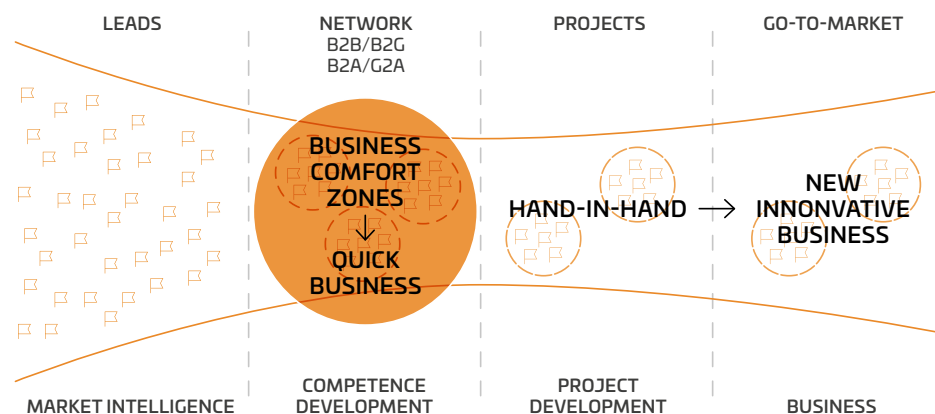 LEADS
NETWORK
B2B/B2G
B2A/G2A
PROJECTS
GO-TO-MARKET
BUSINESS
COMFORT
ZONES
QUICK
BUSINESS
HAND-IN-HAND
NEW
INNONVATIVE
BUSINESS
MARKET INTELLIGENCE
COMPETENCE
DEVELOPMENT
PROJECT
DEVELOPMENT
BUSINESS